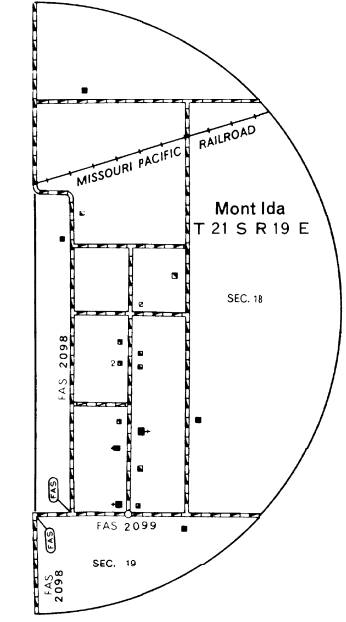 MISSOURI PACIFIC RAILROAD
Mont Ida
T 21 S R 19 E
SEC. 18
FAS 2098
2
FAS
FAS 2099
FAS
SEC. 19
FAS 2098